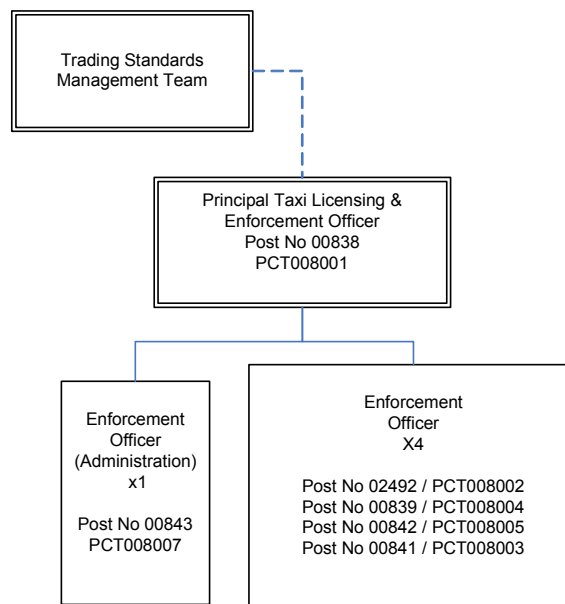 Trading Standards
Management Team
Principal Taxi Licensing &
Enforcement Officer
Post No 00838
PCT008001
Enforcement
Officer
(Administration)
x1
Post No 00843
PCT008007
Enforcement
Officer
X4
Post No 02492 / PCT008002
Post No 00839 / PCT008004
Post No 00842 / PCT008005
Post No 00841 / PCT008003